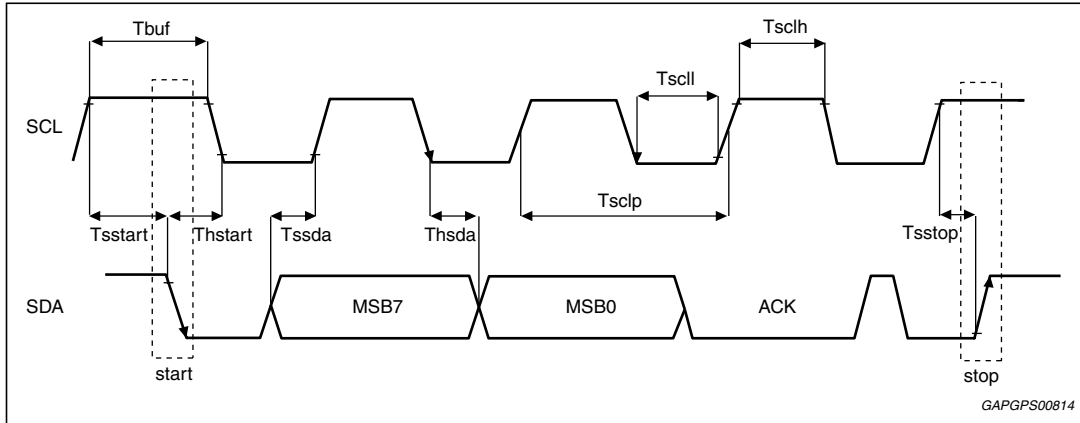 Tbuf
Tsclh
Tscll
SCL
Tsclp
Tsstart
Thstart
Tssda
Thsda
Tsstop
SDA
MSB7
MSB0
ACK
start
stop
GAPGPS00814